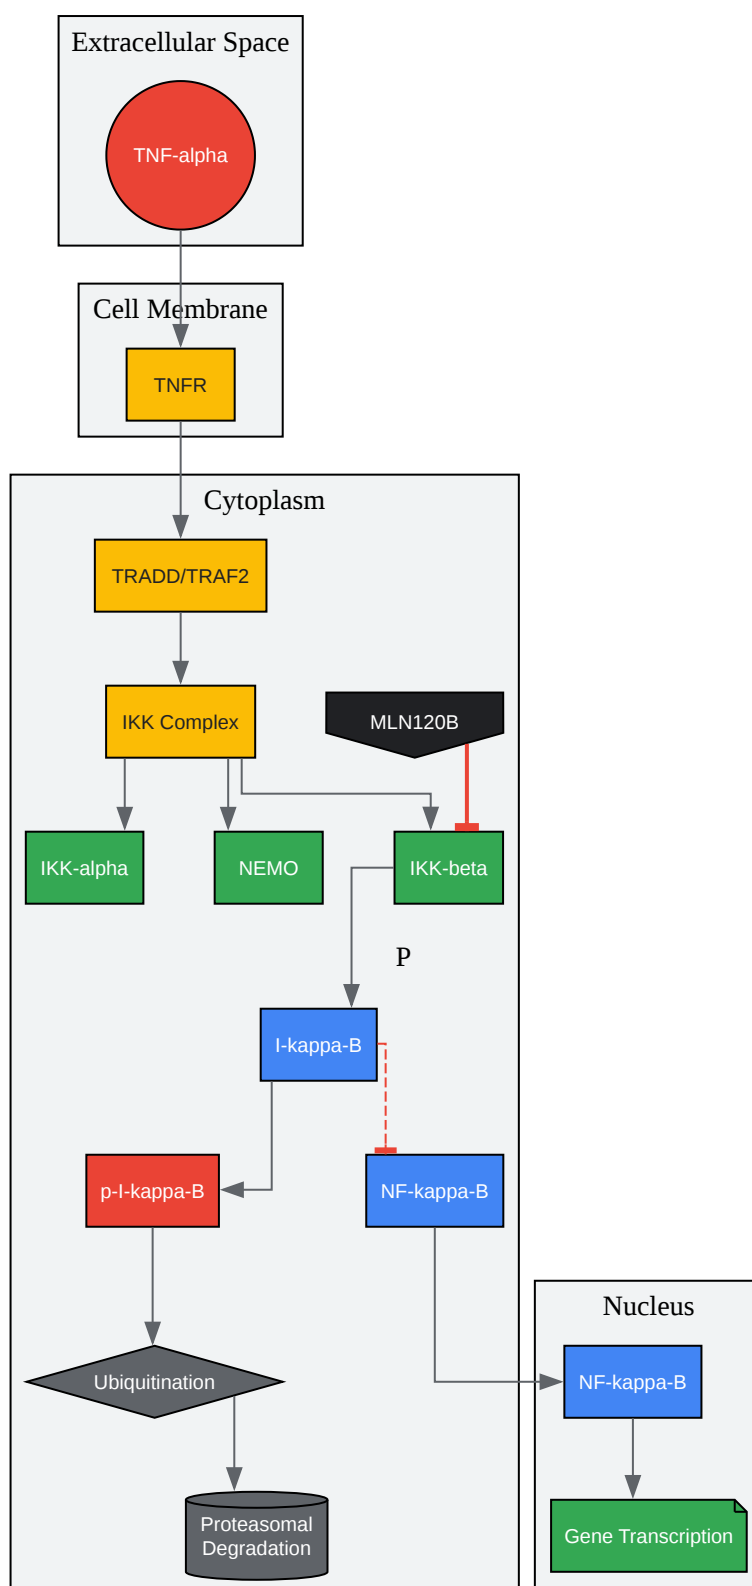 Extracellular Space
TNF-alpha
Cell Membrane
TNFR
Cytoplasm
TRADD/TRAF2
IKK Complex
MLN120B
IKK-alpha
NEMO
IKK-beta
P
I-kappa-B
p-I-kappa-B
NF-kappa-B
Nucleus
Ubiquitination
NF-kappa-B
Proteasomal
Degradation
Gene Transcription